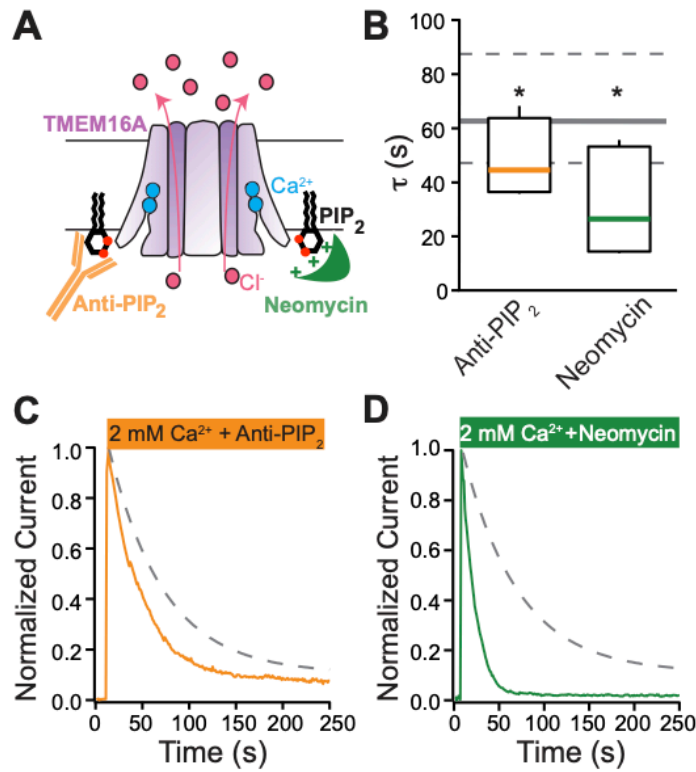 A
TMEM16A
Ca²⁺
PIP₂
Cl⁻
Anti-PIP₂
Neomycin
B
τ (s)
100
80
60
40
20
0
* *
Anti-PIP₂
Neomycin
C
2 mM Ca²⁺ + Anti-PIP₂
Normalized Current
1.0
0.8
0.6
0.4
0.2
0.0
0 50 100 150 200 250
Time (s)
D
2 mM Ca²⁺+Neomycin
Normalized Current
1.0
0.8
0.6
0.4
0.2
0.0
0 50 100 150 200 250
Time (s)